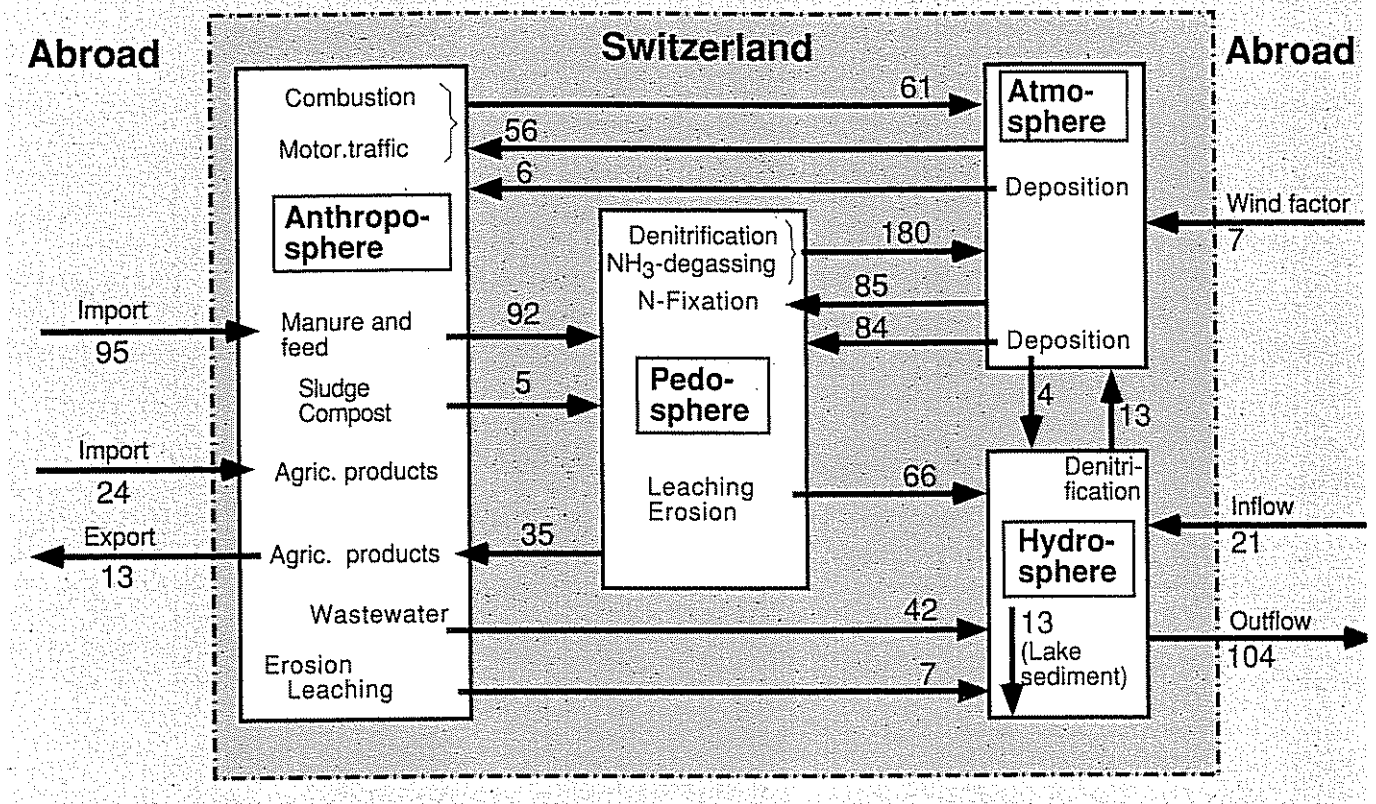 Switzerland
Abroad
Abroad
Combustion
Motor.traffic
61
56
6
Atmo-
sphere
Deposition
Wind factor
7
Anthropo-
sphere
Denitrification
NH3-degassing
180
N-Fixation
85
84
Deposition
Import
95
Manure and
feed
92
Sludge
Compost
5
Pedo-
sphere
4
13
Import
24
Agric. products
Leaching
Erosion
66
Denitri-
fication
Export
13
Agric. products
35
Inflow
21
Hydro-
sphere
Wastewater
42
13
(Lake
sediment)
Outflow
104
Erosion
Leaching
7